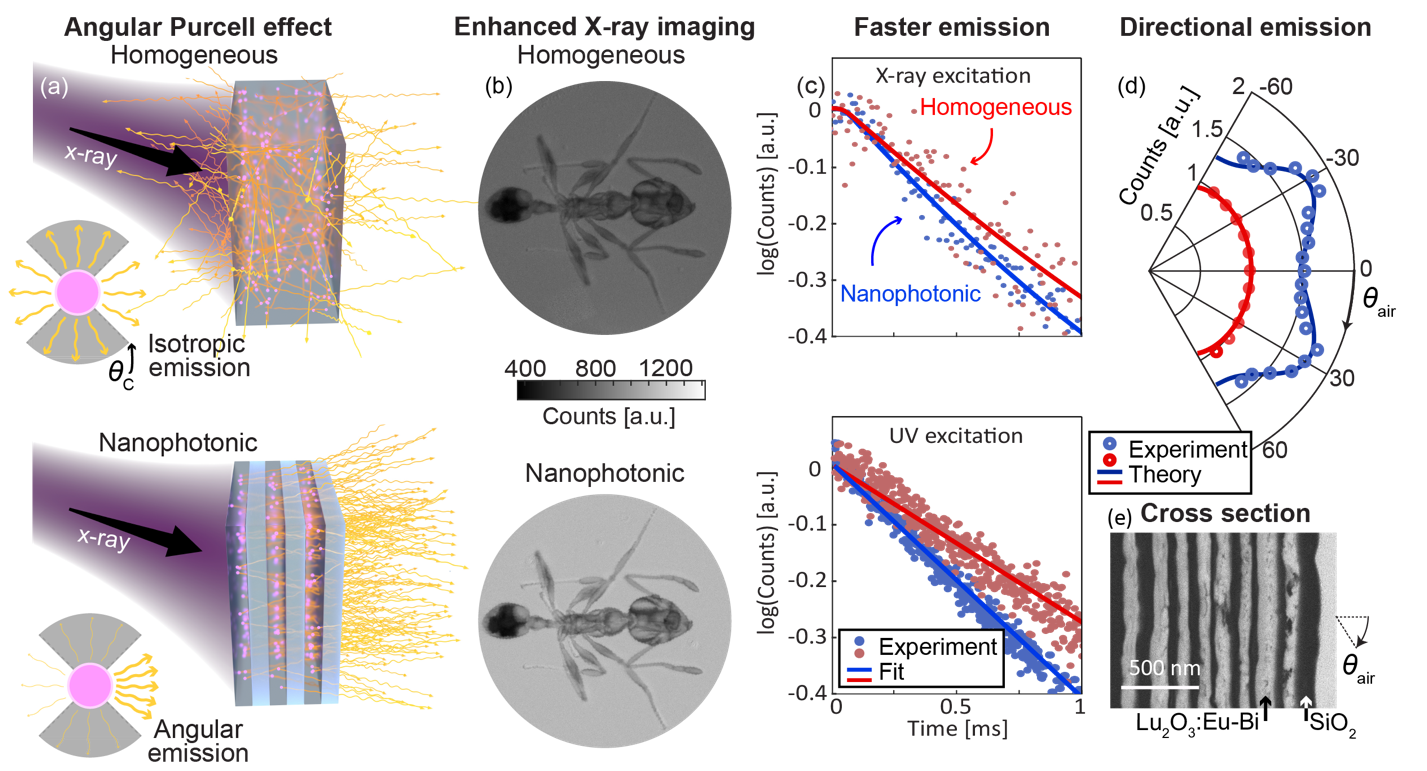 Angular Purcell effect
Homogeneous
(a)
x-ray
Isotropic
emission
θc
Nanophotonic
x-ray
Angular
emission
Enhanced X-ray imaging
Homogeneous
(b)
400 800 1200
Counts [a.u.]
Nanophotonic
Faster emission
(c)
X-ray excitation
Homogeneous
Nanophotonic
log(Counts) [a.u.]
0
-0.1
-0.2
-0.3
-0.4
UV excitation
log(Counts) [a.u.]
0
-0.1
-0.2
-0.3
-0.4
Experiment
Fit
0 0.5 1
Time [ms]
Directional emission
(d)
Counts [a.u.]
2
1.5
1
0.5
-60
-30
0
θair
30
60
Experiment
Theory
(e) Cross section
500 nm
θair
Lu₂O₃:Eu-Bi
SiO₂